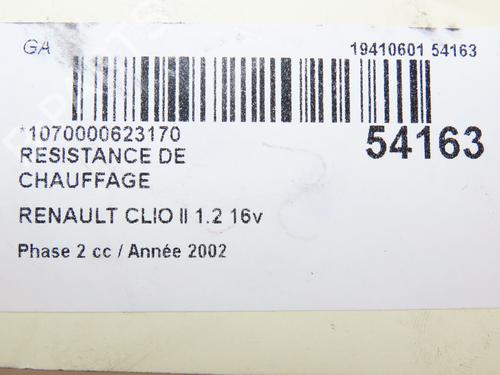 GA
19410601 54163
*1070000623170
54163
RESISTANCE DE
CHAUFFAGE
RENAULT CLIO II 1.2 16v
Phase 2 cc / Année 2002